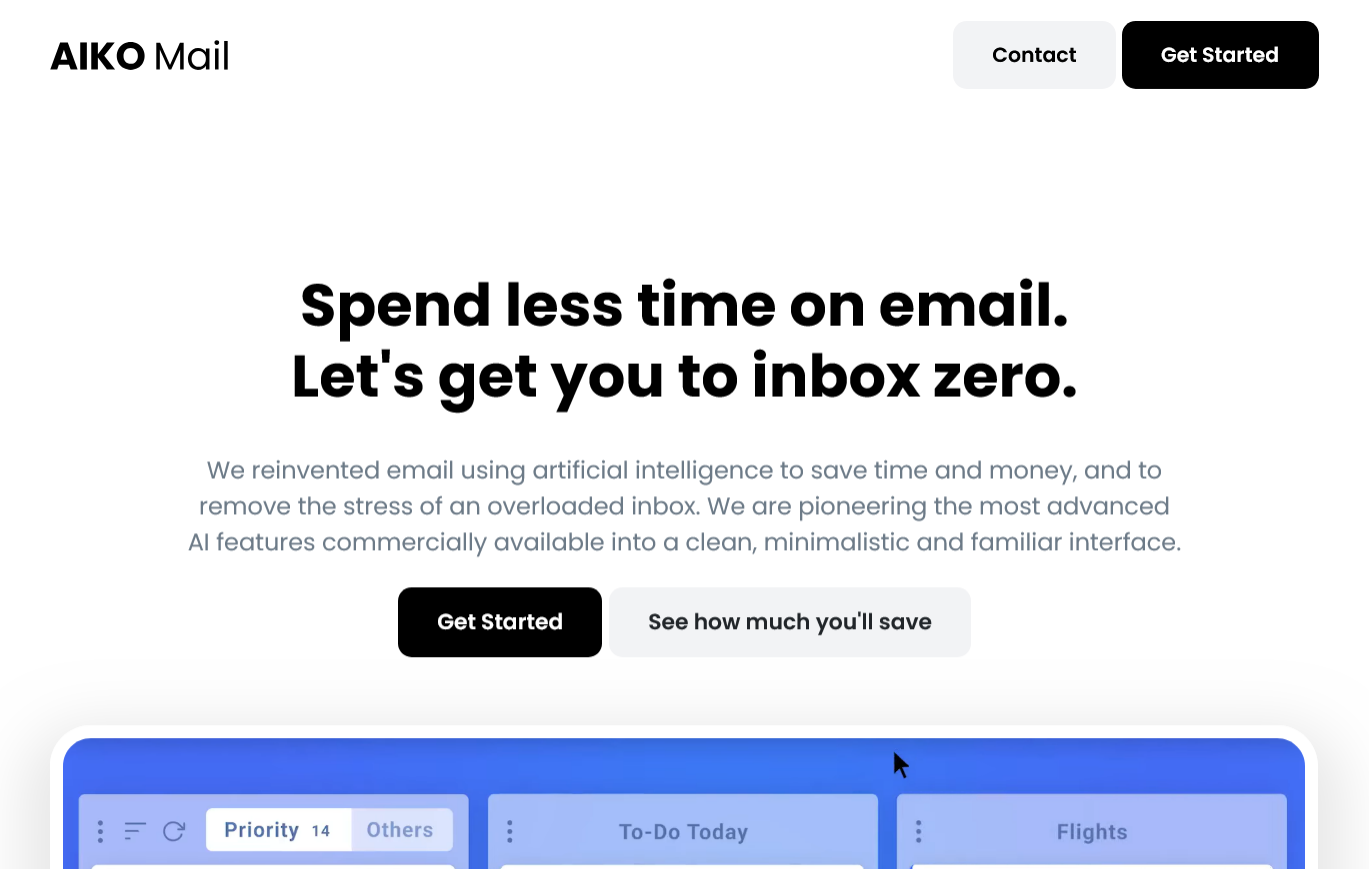 AIKO Mail
Contact
Get Started
Spend less time on email.
Let's get you to inbox zero.
We reinvented email using artificial intelligence to save time and money, and to
remove the stress of an overloaded inbox. We are pioneering the most advanced
AI features commercially available into a clean, minimalistic and familiar interface.
Get Started
See how much you'll save
Priority 14
Others
To-Do Today
Flights